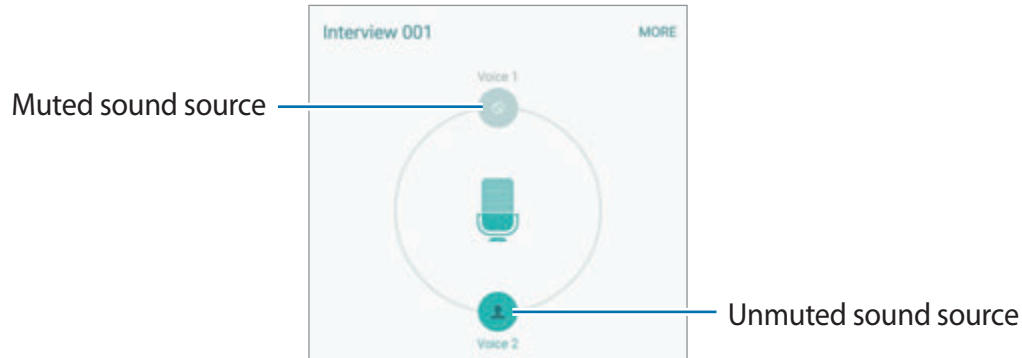 Interview 001
MORE
Voice 1
Muted sound source
Unmuted sound source
Voice 2